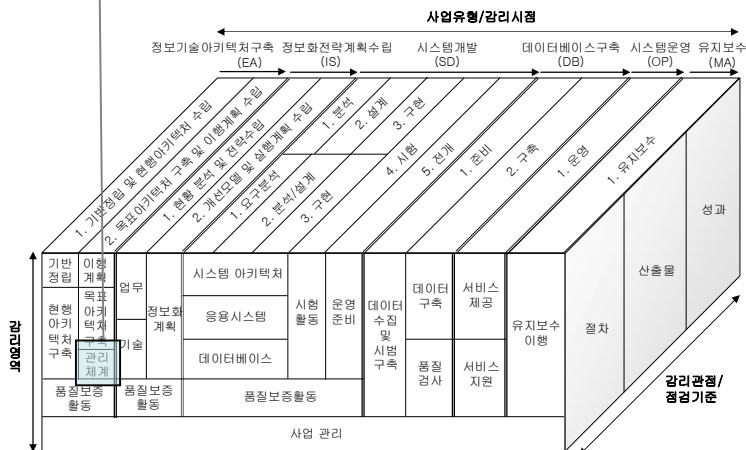 사업유형/감리시점
정보기술아키텍처구축 정보화전략계획수립 시스템개발 데이터베이스구축 시스템운영 유지보수
(EA) (IS) (SD) (DB) (OP) (MA)
1. 기반정립 및 현행아키텍처 수립
2. 목표아키텍처 구축 및 이행계획 수립
1. 현황 분석 및 전략수립
2. 개선모델 및 실행계획 수립
1. 분석
2. 설계
3. 구현
1. 요구분석
2. 분석/설계
3. 구현
4. 시험
5. 전개
1. 준비
2. 구축
1. 운영
1. 유지보수
감리영역
기반
정립
이행
계획
현행
아키
텍처
구축
목표
아키
텍처
구축
관리
체계
품질보증
활동
업무
기술
정보화
계획
품질보증
활동
시스템 아키텍처
응용시스템
데이터베이스
시험
활동
운영
준비
품질보증활동
데이터
수집
및
시범
구축
데이터
구축
품질
검사
서비스
제공
서비스
지원
유지보수
이행
사업 관리
절차
산출물
성과
감리관점/
점검기준